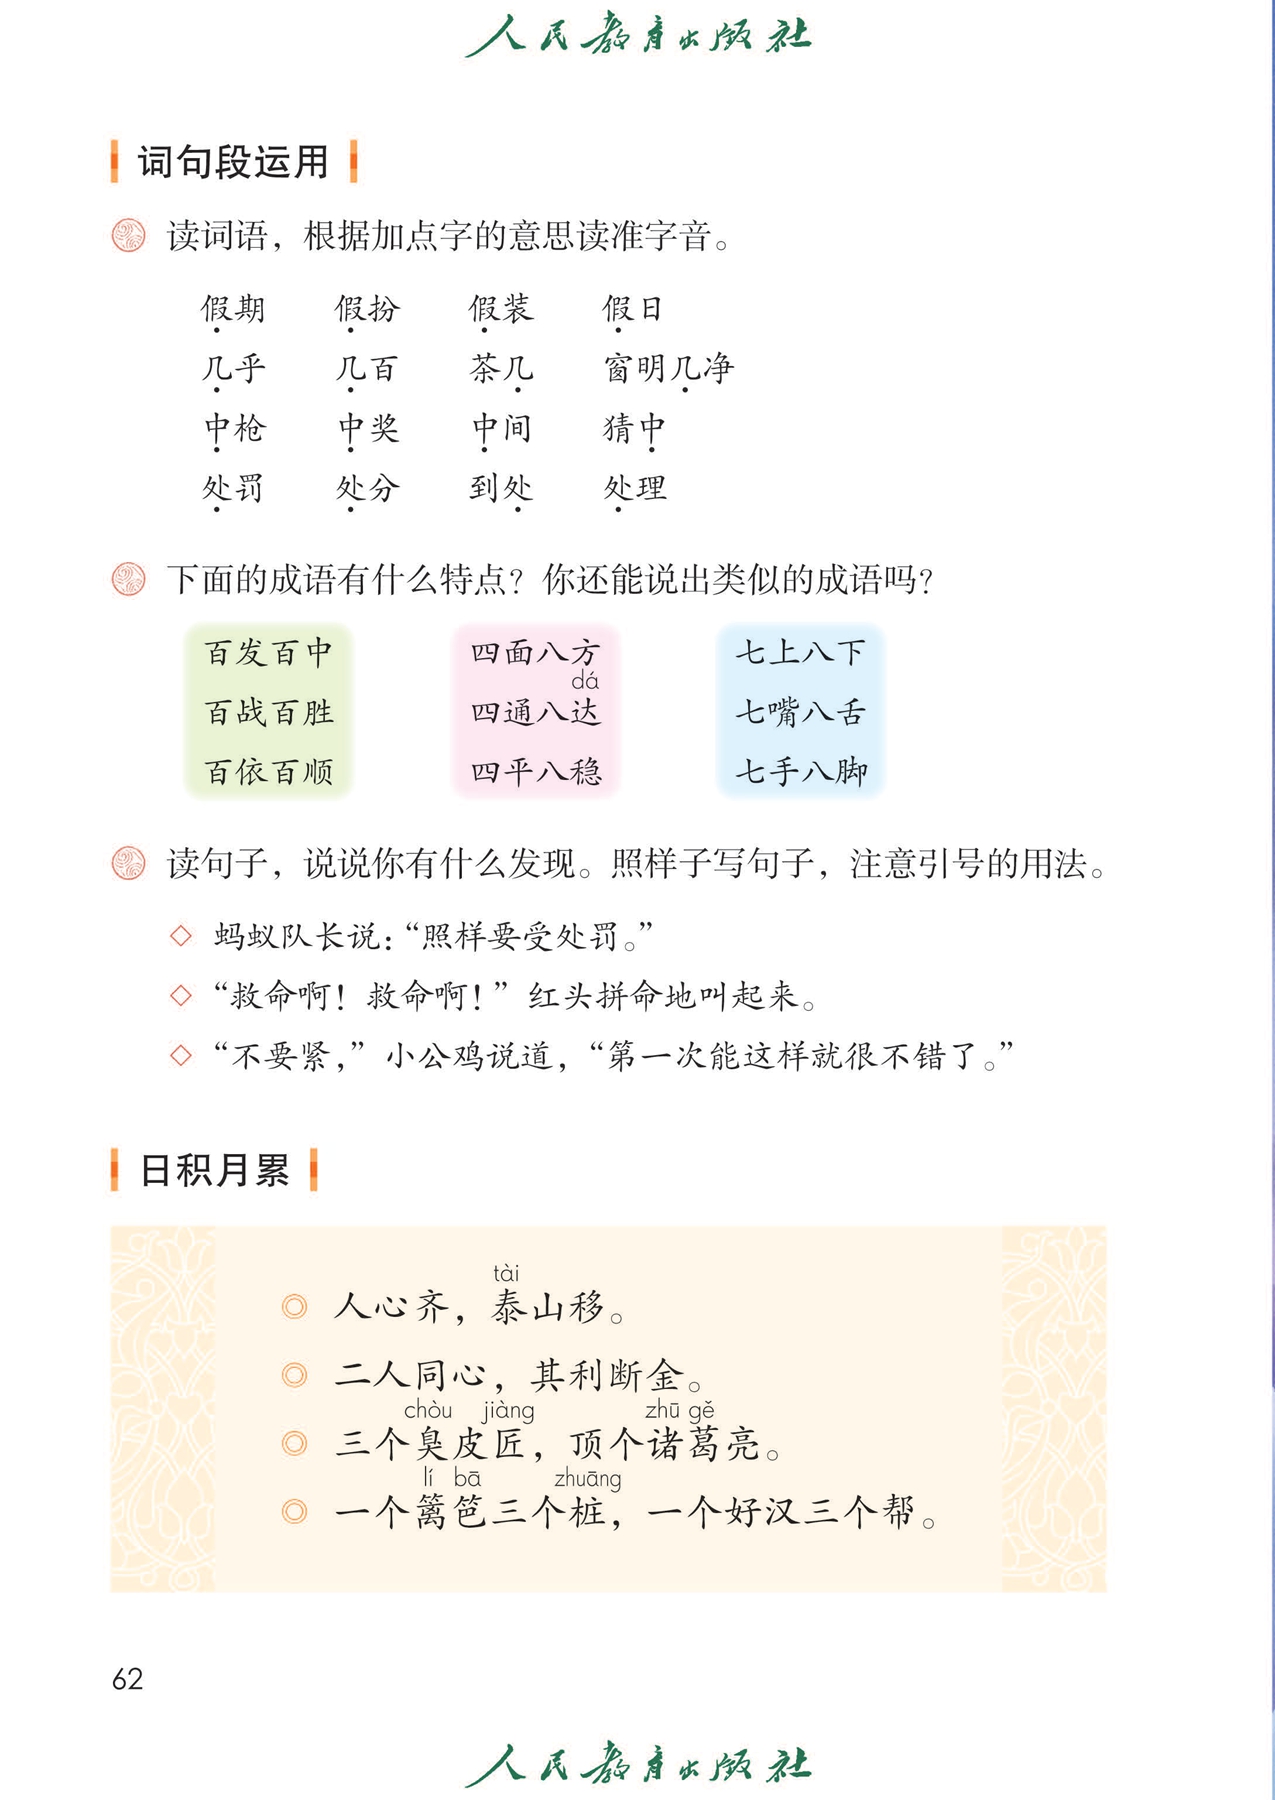 人民教育出版社
词句段运用
读词语，根据加点字的意思读准字音。
假期 假扮 假装 假日
几乎 几百 茶几 窗明几净
中枪 中奖 中间 猜中
处罚 处分 到处 处理
下面的成语有什么特点？你还能说出类似的成语吗？
百发百中 四面八方 七上八下
dá
百战百胜 四通八达 七嘴八舌
百依百顺 四平八稳 七手八脚
读句子，说说你有什么发现。照样子写句子，注意引号的用法。
◇ 蚂蚁队长说：“照样要受处罚。”
◇ “救命啊！救命啊！”红头拼命地叫起来。
◇ “不要紧，”小公鸡说道，“第一次能这样就很不错了。”
日积月累
tài
◎ 人心齐，泰山移。
◎ 二人同心，其利断金。
chòu jiàng zhū gě
◎ 三个臭皮匠，顶个诸葛亮。
lí bā zhuāng
◎ 一个篱笆三个桩，一个好汉三个帮。
62
人民教育出版社